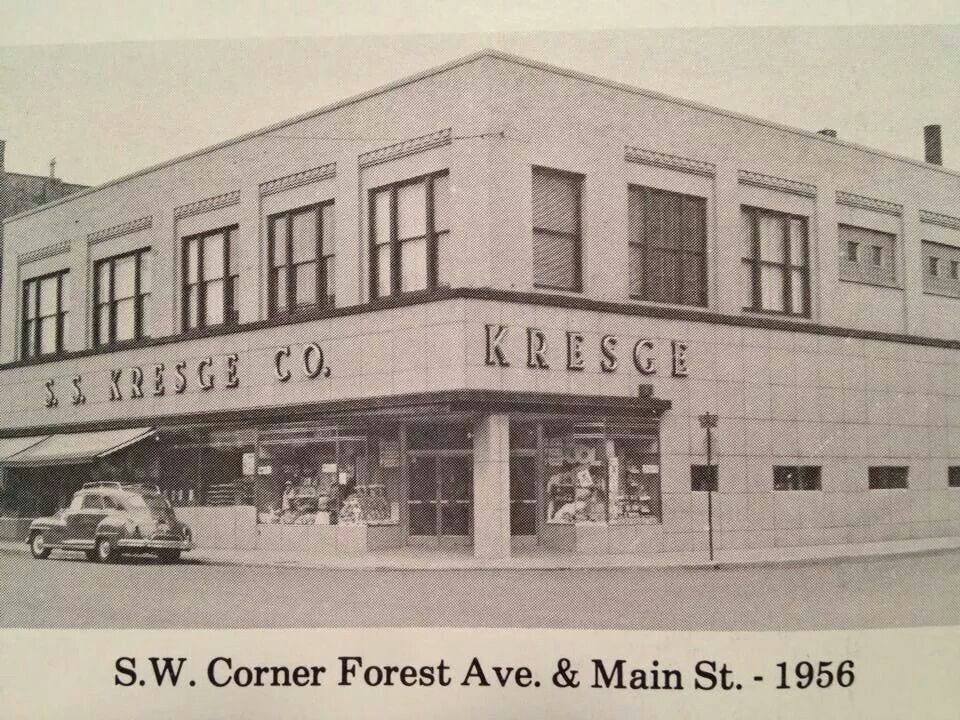 S. S. KRESGE CO.
KRESGE
S.W. Corner Forest Ave. & Main St. - 1956